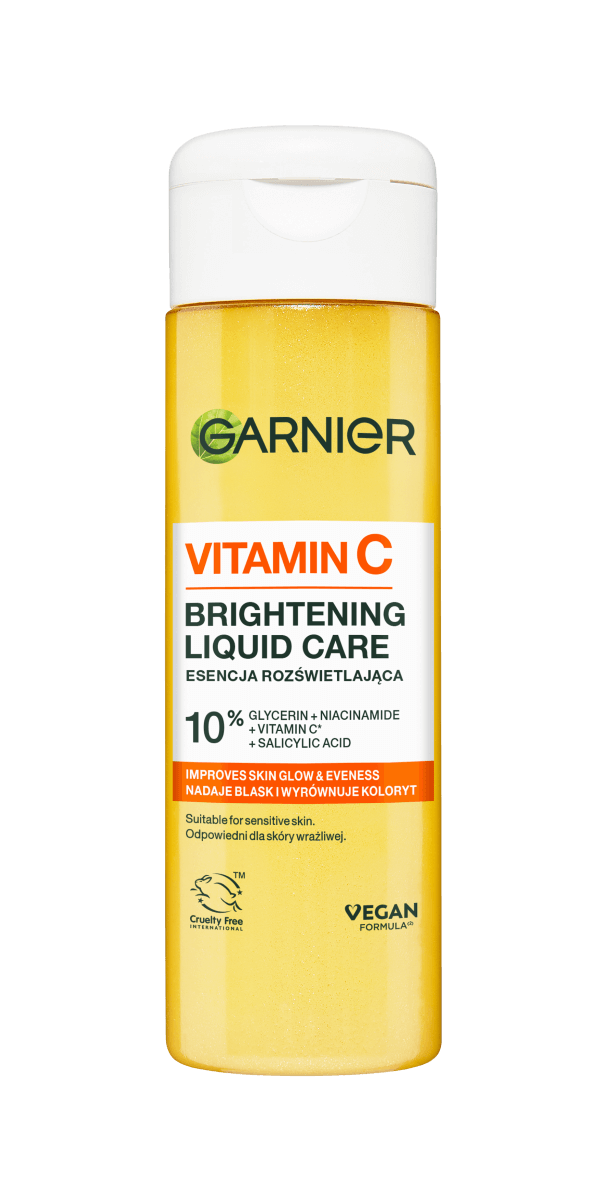 GARNIER
VITAMIN C
BRIGHTENING
LIQUID CARE
ESENCJA ROZŚWIETLAJĄCA
10% GLYCERIN + NIACINAMIDE
+ VITAMIN C*
+ SALICYLIC ACID
IMPROVES SKIN GLOW & EVENESS
NADAJE BLASK I WYRÓWNUJE KOLORYT
Suitable for sensitive skin.
Odpowiedni dla skóry wrażliwej.
TM
Cruelty Free
INTERNATIONAL
VEGAN
FORMULA(2)